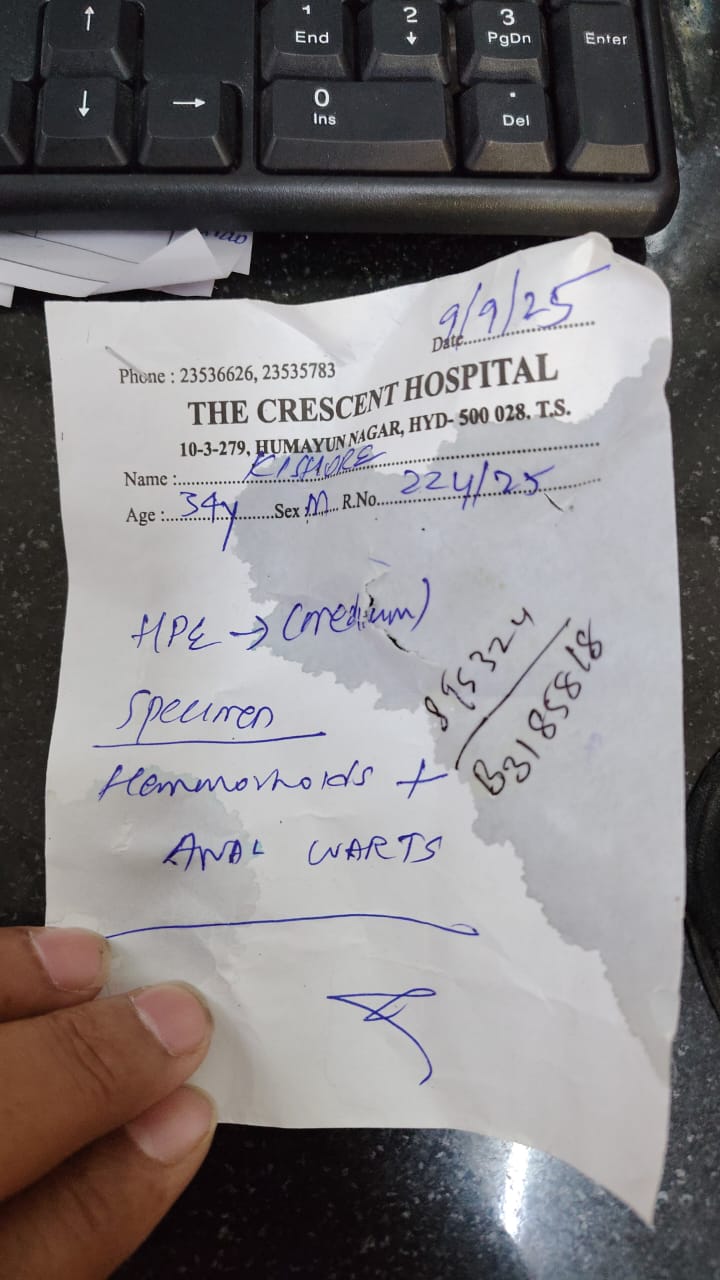 ↑
↓
→
1
End
2
↓
3
PgDn
Enter
0
Ins
.
Del
9/9/25
Date
Phone : 23536626, 23535783
THE CRESCENT HOSPITAL
10-3-279, HUMAYUN NAGAR, HYD- 500 028. T.S.
Name : KISHORE
Age : 34y Sex M R.No. 224/25
HPE → (medium)
895324
B3185818
Specimen
Hemmorhoids +
ANAL WARTS